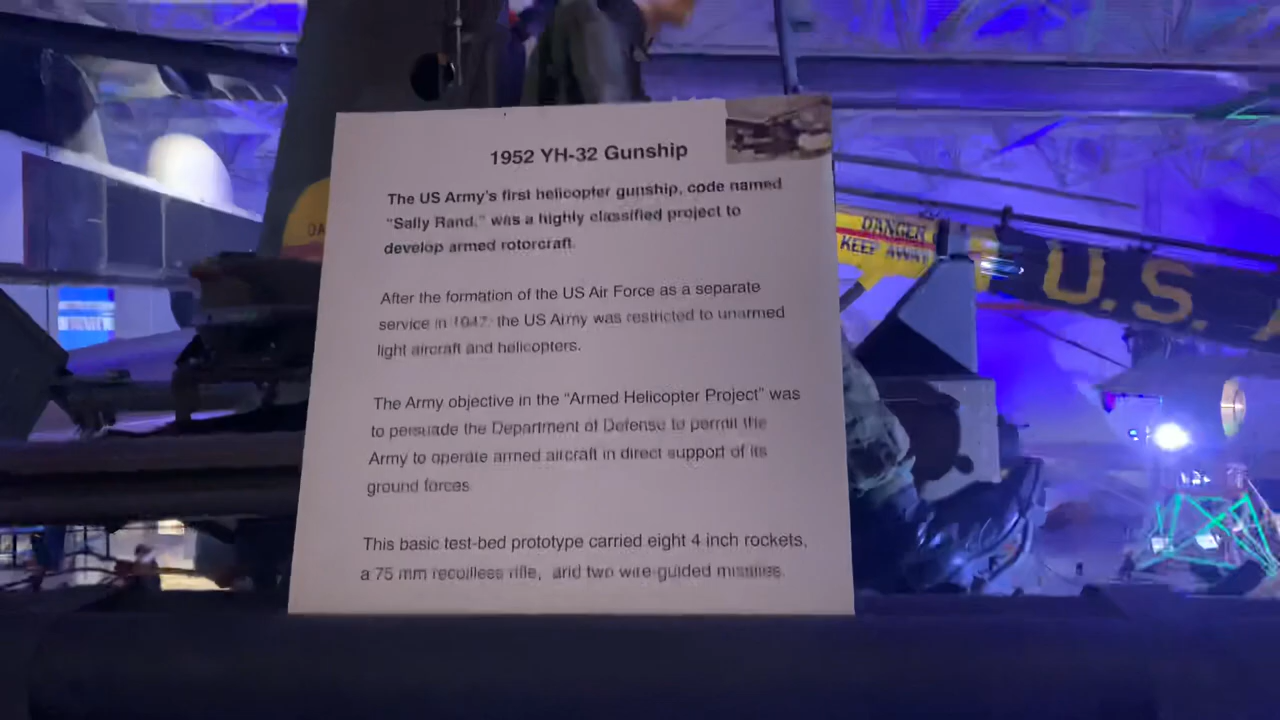 1952 YH-32 Gunship
The US Army's first helicopter gunship, code named
"Sally Rand," was a highly classified project to
develop armed rotorcraft.
After the formation of the US Air Force as a separate
service in 1947, the US Army was restricted to unarmed
light aircraft and helicopters.
The Army objective in the "Armed Helicopter Project" was
to persuade the Department of Defense to permit the
Army to operate armed aircraft in direct support of its
ground forces.
This basic test-bed prototype carried eight 4 inch rockets,
a 75 mm recoilless rifle, and two wire-guided missiles.
DA
DANGER
KEEP AWAY
U.S.